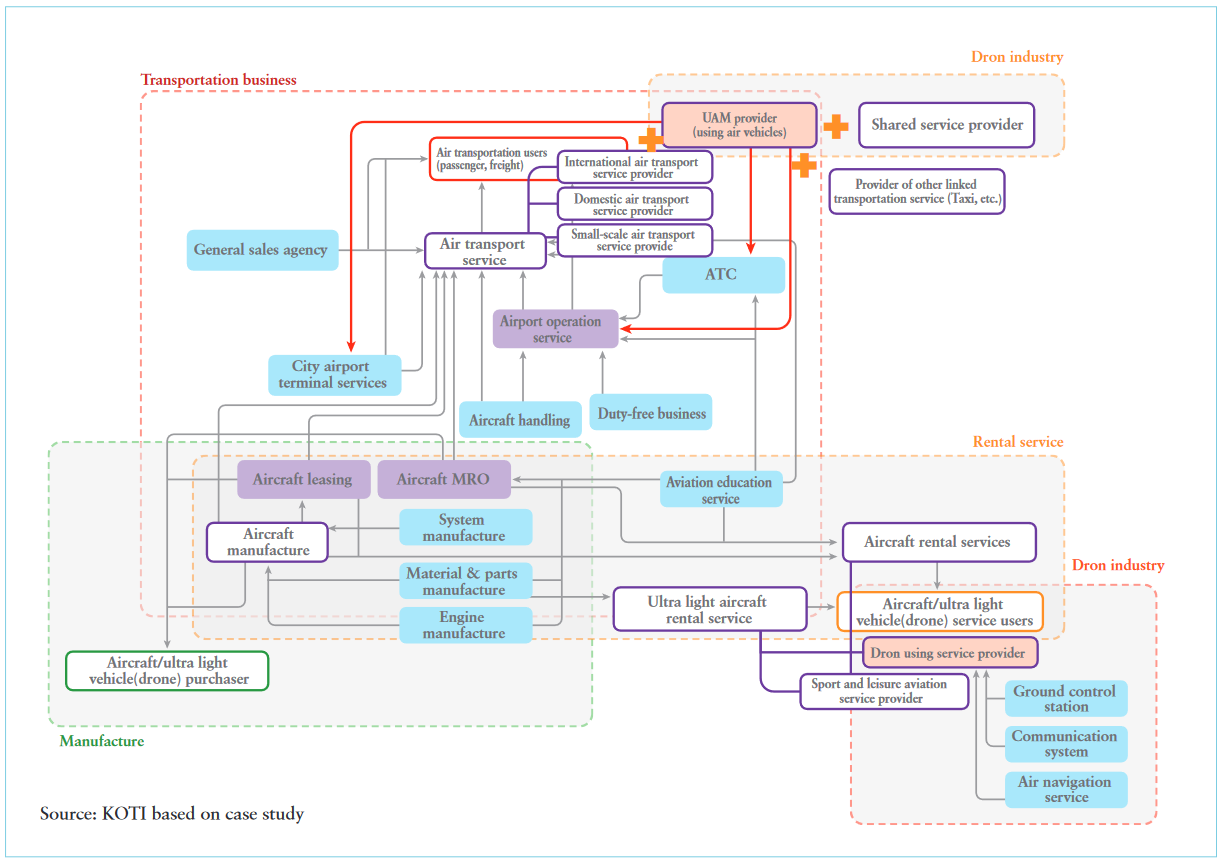 Dron industry
Transportation business
UAM provider
(using air vehicles)
Shared service provider
Air transportation users
(passenger, freight)
International air transport
service provider
Provider of other linked
transportation service (Taxi, etc.)
Domestic air transport
service provider
Small-scale air transport
service provide
General sales agency
Air transport
service
ATC
Airport operation
service
City airport
terminal services
Aircraft handling
Duty-free business
Rental service
Aircraft leasing
Aircraft MRO
Aviation education
service
System
manufacture
Aircraft
manufacture
Aircraft rental services
Dron industry
Material & parts
manufacture
Ultra light aircraft
rental service
Aircraft/ultra light
vehicle(drone) service users
Engine
manufacture
Dron using service provider
Aircraft/ultra light
vehicle(drone) purchaser
Sport and leisure aviation
service provider
Ground control
station
Communication
system
Manufacture
Air navigation
service
Source: KOTI based on case study